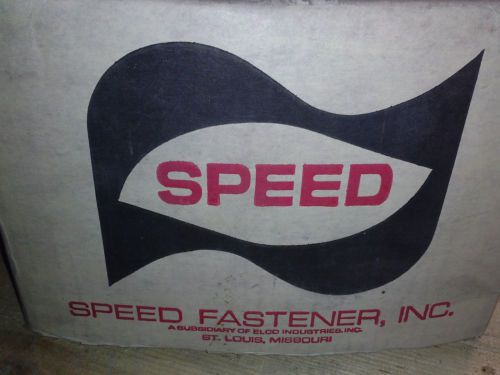 SPEED
SPEED FASTENER, INC.
A SUBSIDIARY OF ELCO INDUSTRIES, INC.
ST. LOUIS, MISSOURI